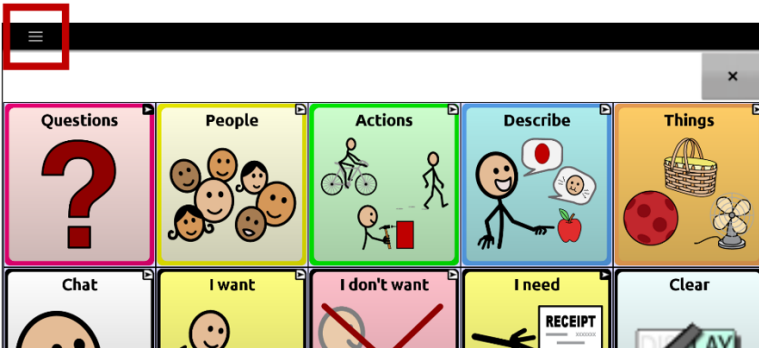 ×
Questions People Actions Describe Things
Chat I want I don't want I need Clear
RECEIPT